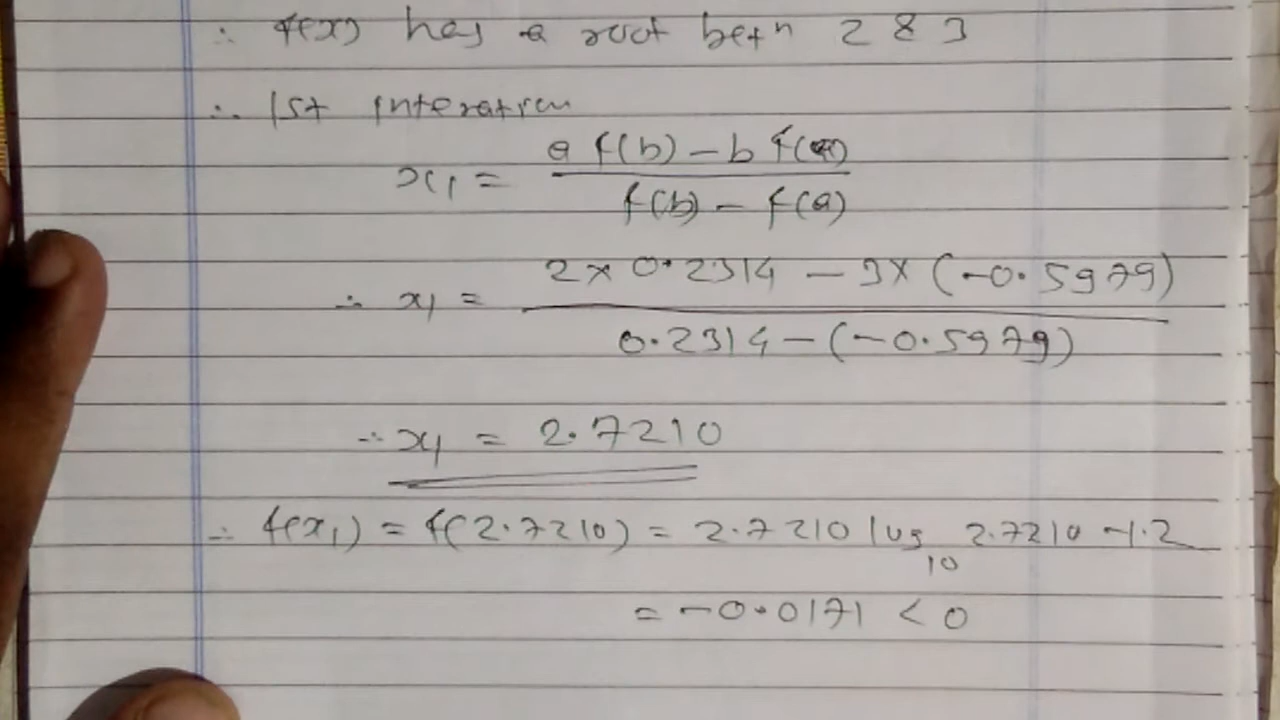 ∴ f(x) has a root betn 2 & 3
∴ 1st interation
x₁ = a f(b) – b f(a) / f(b) – f(a)
∴ x₁ = 2 × 0.2314 – 3 × (–0.5979) / 0.2314 – (–0.5979)
∴ x₁ = 2.7210
∴ f(x₁) = f(2.7210) = 2.7210 log₁₀ 2.7210 – 1.2
= –0.0171 < 0